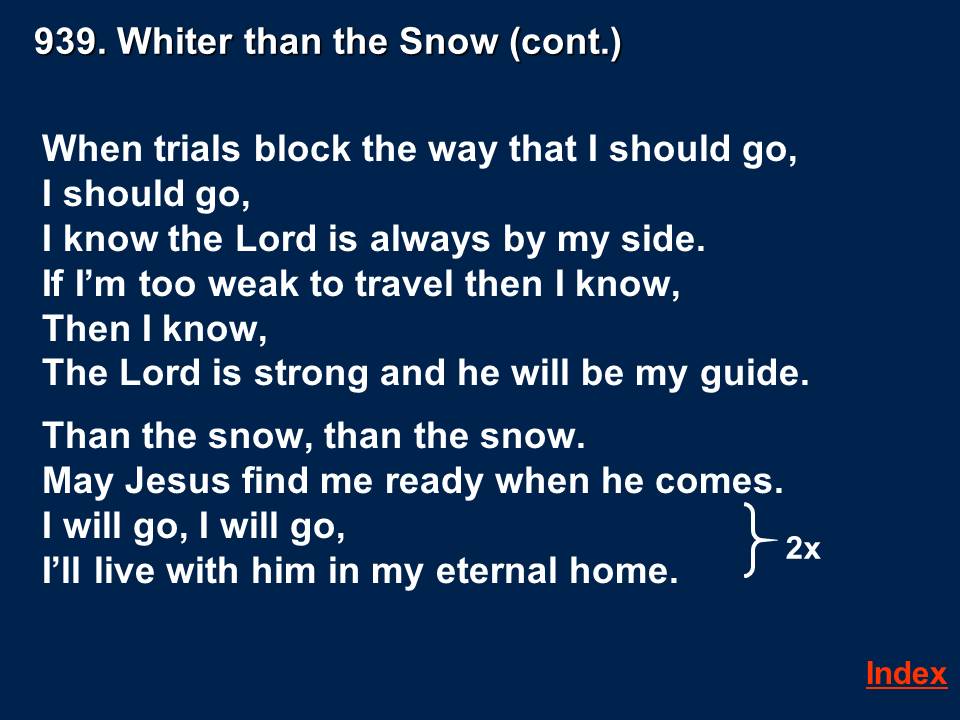 939. Whiter than the Snow (cont.)
When trials block the way that I should go,
I should go,
I know the Lord is always by my side.
If I’m too weak to travel then I know,
Then I know,
The Lord is strong and he will be my guide.
Than the snow, than the snow.
May Jesus find me ready when he comes.
I will go, I will go,
I’ll live with him in my eternal home.
2x
Index